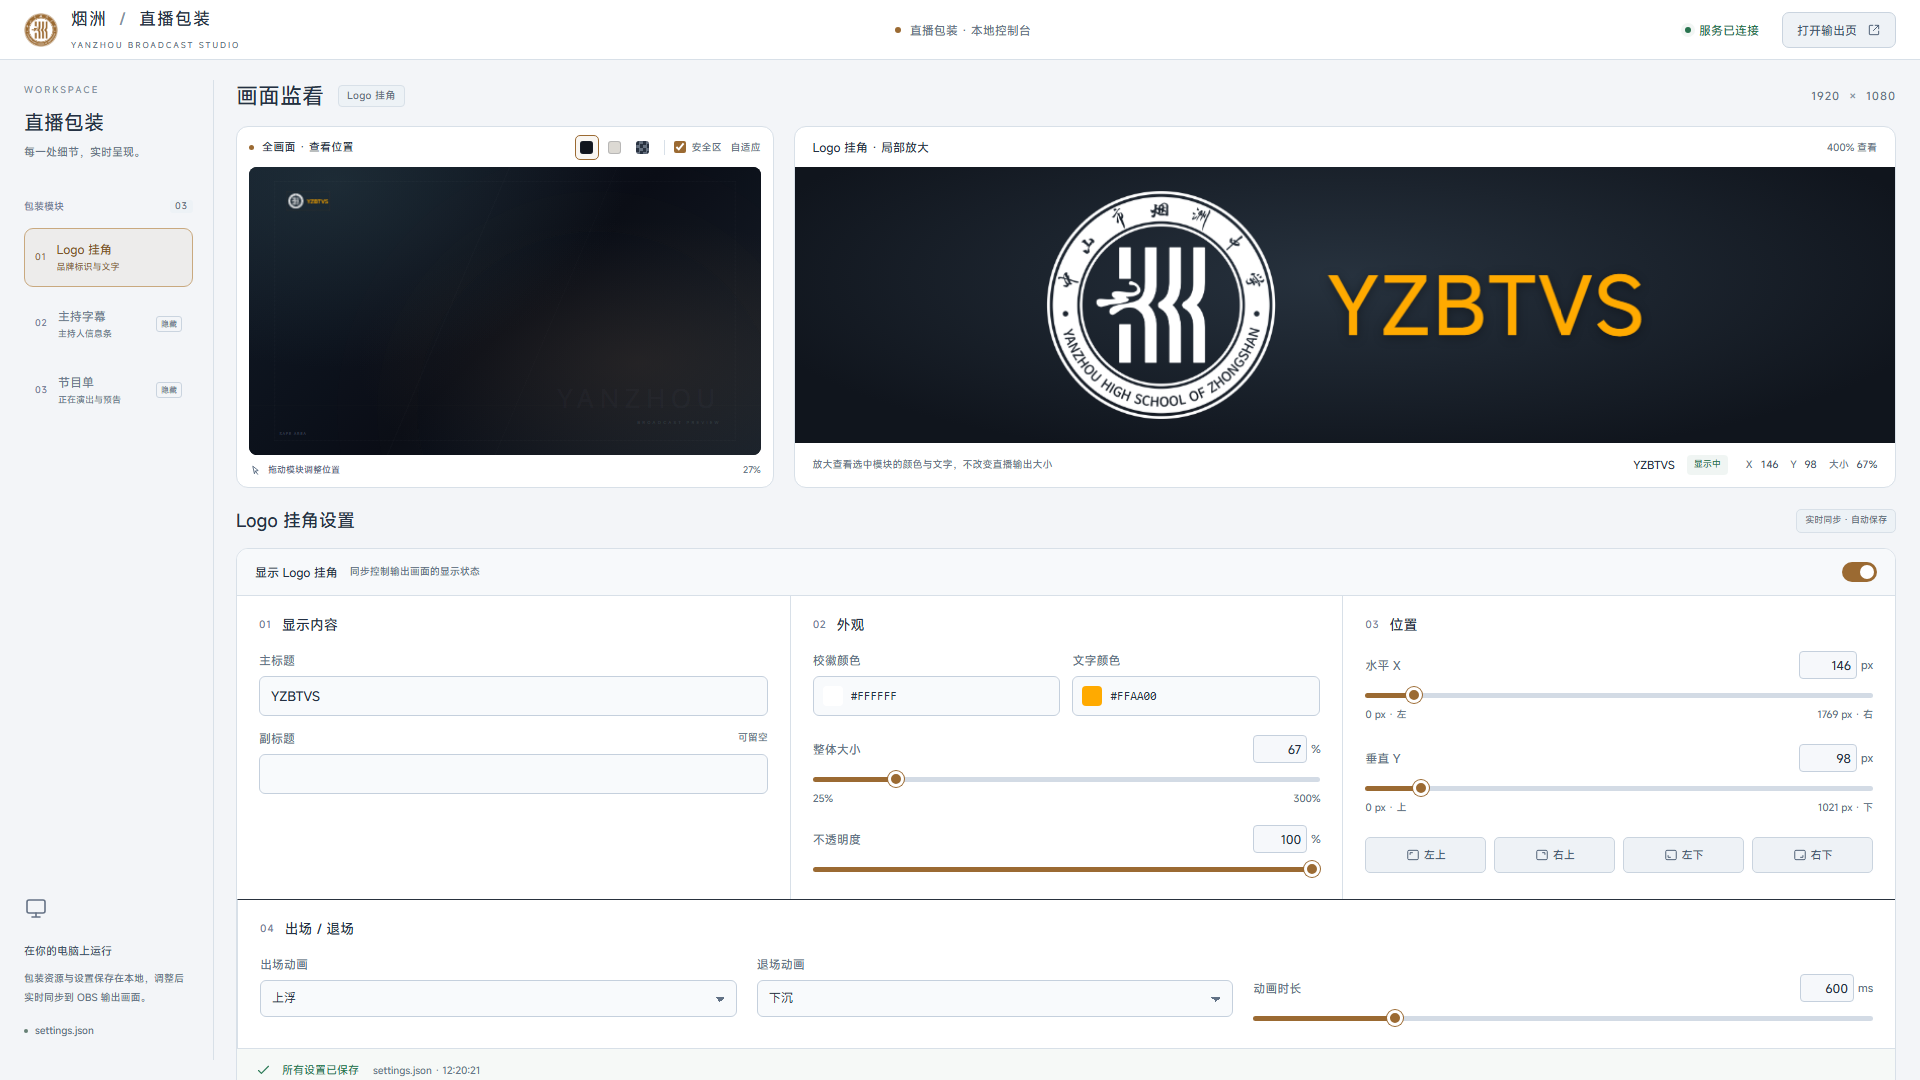 烟洲 / 直播包装
YANZHOU BROADCAST STUDIO
直播包装 · 本地控制台
服务已连接
打开输出页
WORKSPACE
直播包装
每一处细节，实时呈现。
包装模块 03
01 Logo 挂角
品牌标识与文字
02 主持字幕 隐藏
主持人信息条
03 节目单 隐藏
正在演出与预告
在你的电脑上运行
包装资源与设置保存在本地，调整后
实时同步到 OBS 输出画面。
settings.json
画面监看 Logo 挂角
1920 × 1080
全画面 · 查看位置
安全区 自适应
YZBTVS
YANZHOU
拖动模块调整位置 27%
Logo 挂角 · 局部放大 400% 查看
中山市烟洲中学
YANZHOU HIGH SCHOOL OF ZHONGSHAN
YZBTVS
放大查看选中模块的颜色与文字，不改变直播输出大小
YZBTVS 显示中 X 146 Y 98 大小 67%
Logo 挂角设置
实时同步 · 自动保存
显示 Logo 挂角 同步控制输出画面的显示状态
01 显示内容
主标题
YZBTVS
副标题 可留空
02 外观
校徽颜色 文字颜色
#FFFFFF #FFAA00
整体大小 67 %
25% 300%
不透明度 100 %
03 位置
水平 X 146 px
0 px · 左 1769 px · 右
垂直 Y 98 px
0 px · 上 1021 px · 下
左上 右上 左下 右下
04 出场 / 退场
出场动画 退场动画
上浮 下沉
动画时长 600 ms
所有设置已保存 settings.json · 12:20:21